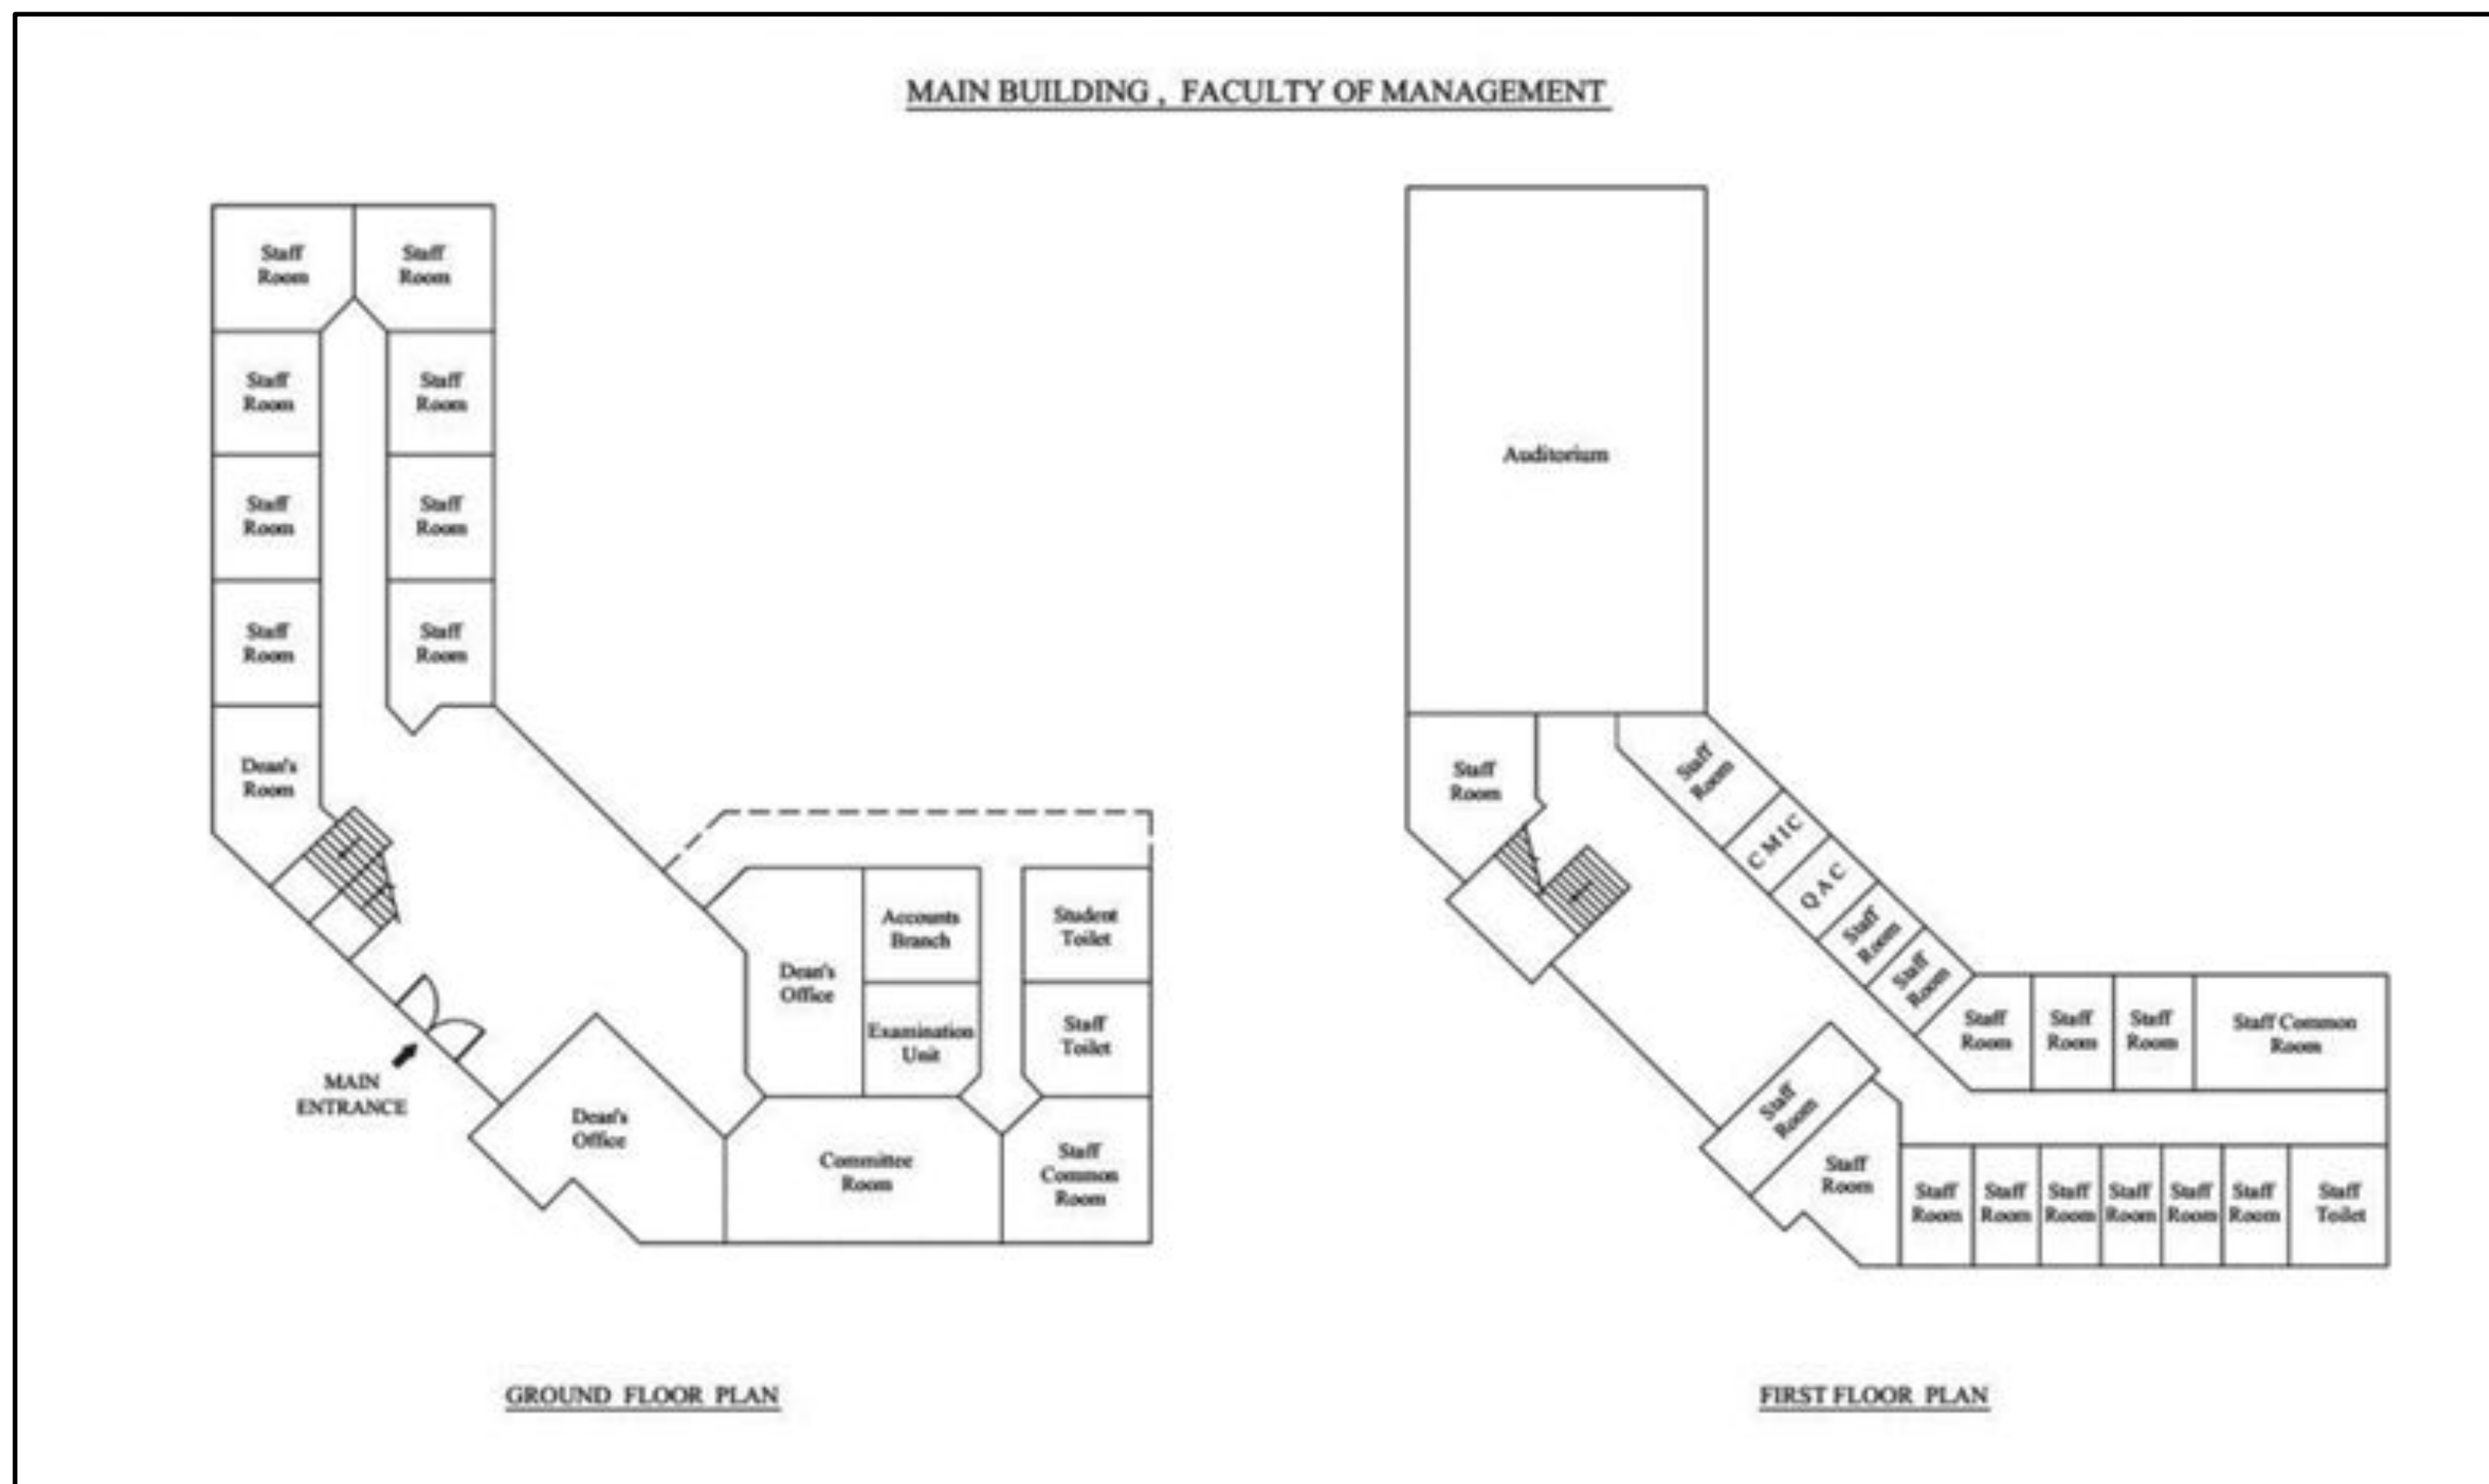 MAIN BUILDING , FACULTY OF MANAGEMENT
Staff
Room
Staff
Room
Staff
Room
Staff
Room
Staff
Room
Staff
Room
Staff
Room
Staff
Room
Dean's
Room
MAIN
ENTRANCE
Dean's
Office
Dean's
Office
Accounts
Branch
Examination
Unit
Student
Toilet
Staff
Toilet
Committee
Room
Staff
Common
Room
GROUND FLOOR PLAN
Auditorium
Staff
Room
Staff
Room
C M I C
Q A C
Staff
Room
Staff
Room
Staff
Room
Staff
Room
Staff
Room
Staff Common
Room
Staff
Room
Staff
Room
Staff
Room
Staff
Room
Staff
Room
Staff
Room
Staff
Room
Staff
Room
Staff
Toilet
FIRST FLOOR PLAN